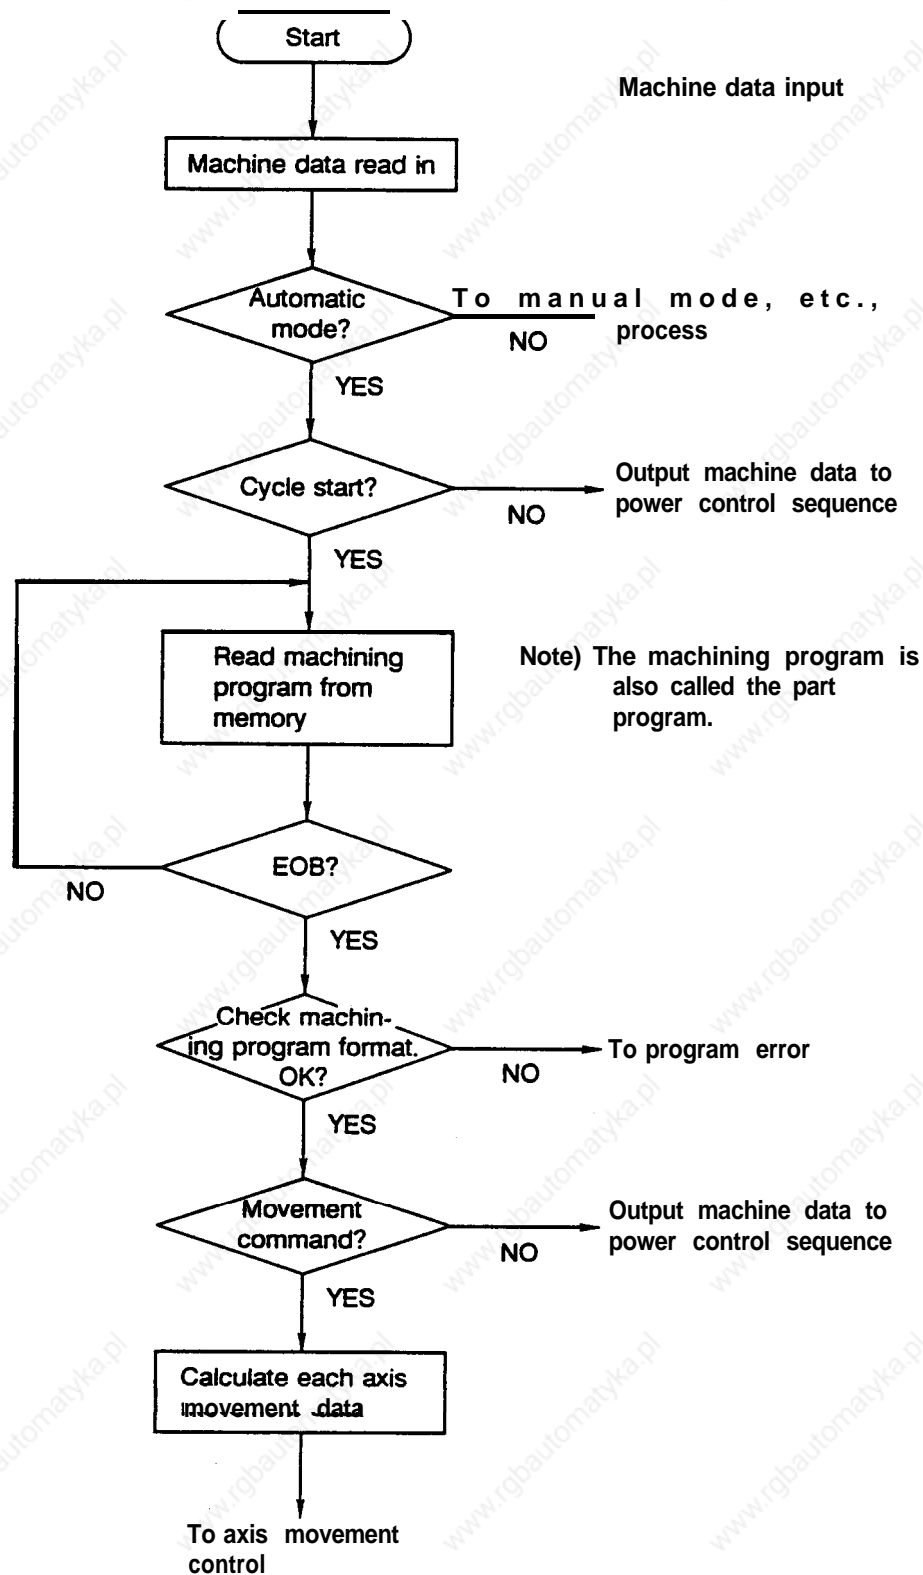 Start
Machine data input
Machine data read in
Automatic
mode?
To manual mode, etc.,
process
NO
YES
Cycle start?
Output machine data to
power control sequence
NO
YES
Read machining
program from
memory
Note) The machining program is
also called the part
program.
EOB?
NO
YES
Check machin-
ing program format.
OK?
To program error
NO
YES
Movement
command?
Output machine data to
power control sequence
NO
YES
Calculate each axis
movement data
To axis movement
control
www.rgbautomatyka.pl